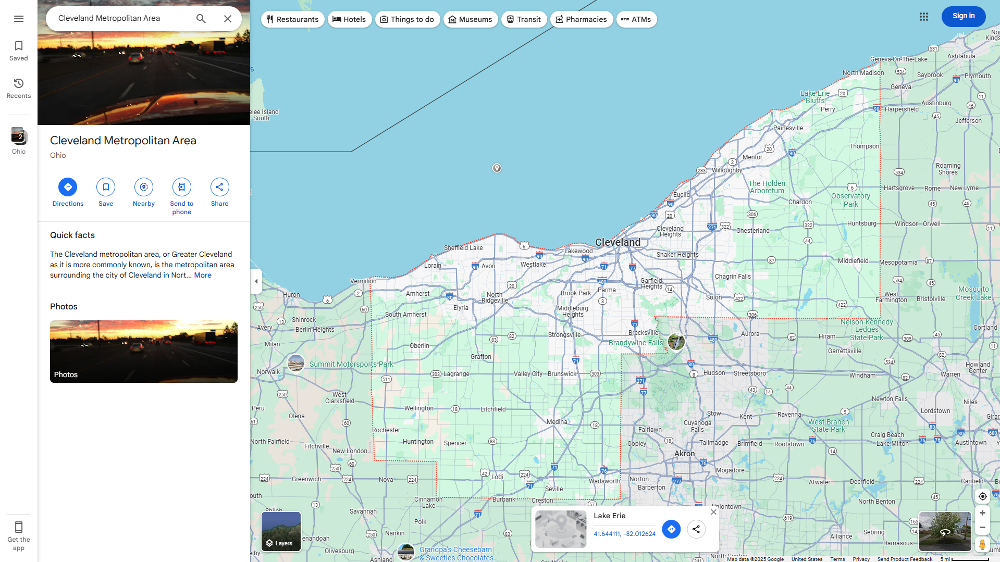 Cleveland Metropolitan Area
Saved
Recents
2
Ohio
Cleveland Metropolitan Area
Ohio
Directions
Save
Nearby
Send to
phone
Share
Quick facts
The Cleveland metropolitan area, or Greater Cleveland
as it is more commonly known, is the metropolitan area
surrounding the city of Cleveland in Nort... More
Photos
Photos
Get the
app
Restaurants
Hotels
Things to do
Museums
Transit
Pharmacies
ATMs
Sign in
elee Island
South
Geneva-On-The-Lake
Ashtabula
North Madison
Saybrook
Plymouth
Geneva
Lake Erie
Bluffs
Perry
Harpersfield
Austinburg
Jefferson
Painesville
Thompson
Mentor
Willoughby
Roaming
Shores
The Holden
Arboretum
Hartsgrove
Rome
New Lyme
Euclid
Chardon
Observatory
Park
Cleveland
Heights
Chesterland
Huntsburg
Windsor
Orwell
Cleveland
Sheffield Lake
Lakewood
Shaker Heights
Middlefield
Mesopotamia
Lorain
Avon
Westlake
Chagrin Falls
Vermilion
Garfield
Heights
Parma
Mosquito
Creek Lake
Huron
Amherst
North
Ridgeville
Brook Park
Solon
West
Farmington
Bristolville
Elyria
South Amherst
Middleburg
Heights
Shinrock
Berlin Heights
Avery
Nelson-Kennedy
Ledges
State Park
Cortland
Strongsville
Brecksville
Aurora
Hiram
Milan
Oberlin
Brandywine Falls
Garrettsville
Grafton
Summit Motorsports Park
Norwalk
Lagrange
Valley City
Brunswick
Hudson
Streetsboro
Windham
Howland
Center
Warren
West
Clarksfield
Newton Falls
Niles
Peru
Wellington
Litchfield
Olena
Medina
Stow
Kent
Ravenna
Lordstown
Cuyahoga
Falls
West Branch
State Park
Rochester
Fairlawn
Craig Beach
North Fairfield
Fitchville
Huntington
Spencer
Copley
Tallmadge
Brimfield
Rootstown
Lake Milton
Austintown
New London
Akron
Mogadore
Greenwich
Nova
Lodi
Wadsworth
Norton
Barberton
Atwater
Deerfield
Canfield
Seville
Cinnamon
Lake
Burbank
Creston
North Benton
Savannah
Polk
Nankin
Olivesburg
Ashland
Grandpa's Cheesebarn
& Sweeties Chocolates
Alliance
Sebring
Damascus
Lake Erie
41.644111, -82.012624
Layers
Map data ©2025 Google
United States
Terms
Privacy
Send Product Feedback
5 mi